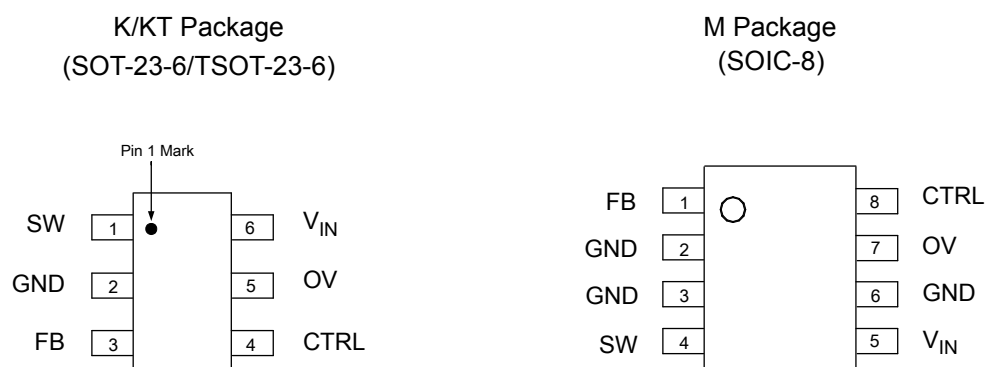 K/KT Package
(SOT-23-6/TSOT-23-6)
Pin 1 Mark
SW 1 6 VIN
GND 2 5 OV
FB 3 4 CTRL
M Package
(SOIC-8)
FB 1 8 CTRL
GND 2 7 OV
GND 3 6 GND
SW 4 5 VIN